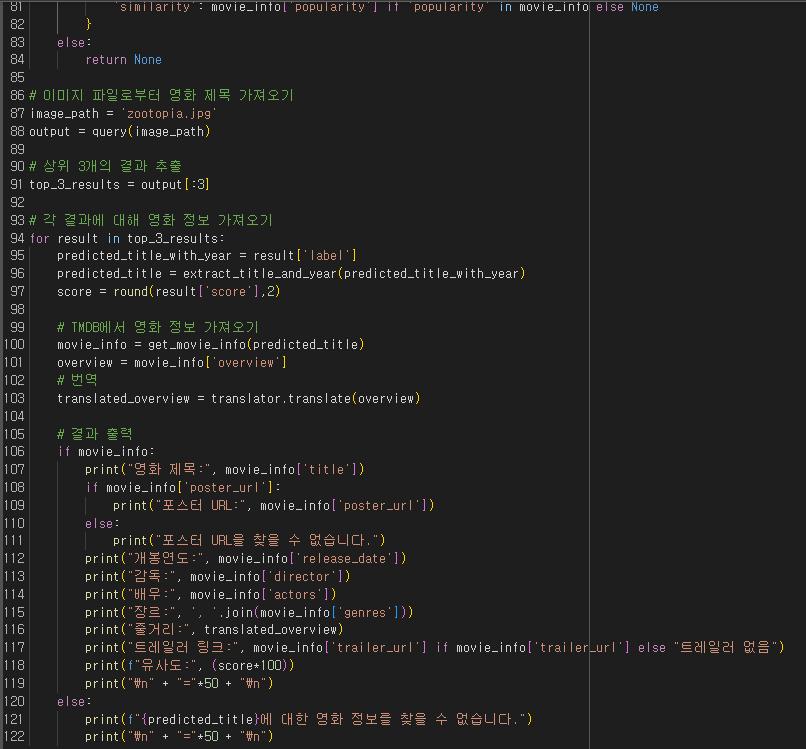 81 'similarity': movie_info['popularity'] if 'popularity' in movie_info else None
82 }
83 else:
84 return None
85
86 # 이미지 파일로부터 영화 제목 가져오기
87 image_path = 'zootopia.jpg'
88 output = query(image_path)
89
90 # 상위 3개의 결과 추출
91 top_3_results = output[:3]
92
93 # 각 결과에 대해 영화 정보 가져오기
94 for result in top_3_results:
95 predicted_title_with_year = result['label']
96 predicted_title = extract_title_and_year(predicted_title_with_year)
97 score = round(result['score'],2)
98
99 # TMDB에서 영화 정보 가져오기
100 movie_info = get_movie_info(predicted_title)
101 overview = movie_info['overview']
102 # 번역
103 translated_overview = translator.translate(overview)
104
105 # 결과 출력
106 if movie_info:
107 print("영화 제목:", movie_info['title'])
108 if movie_info['poster_url']:
109 print("포스터 URL:", movie_info['poster_url'])
110 else:
111 print("포스터 URL을 찾을 수 없습니다.")
112 print("개봉연도:", movie_info['release_date'])
113 print("감독:", movie_info['director'])
114 print("배우:", movie_info['actors'])
115 print("장르:", ', '.join(movie_info['genres']))
116 print("줄거리:", translated_overview)
117 print("트레일러 링크:", movie_info['trailer_url'] if movie_info['trailer_url'] else "트레일러 없음")
118 print(f"유사도:", (score*100))
119 print("₩n" + "="*50 + "₩n")
120 else:
121 print(f"{predicted_title}에 대한 영화 정보를 찾을 수 없습니다.")
122 print("₩n" + "="*50 + "₩n")